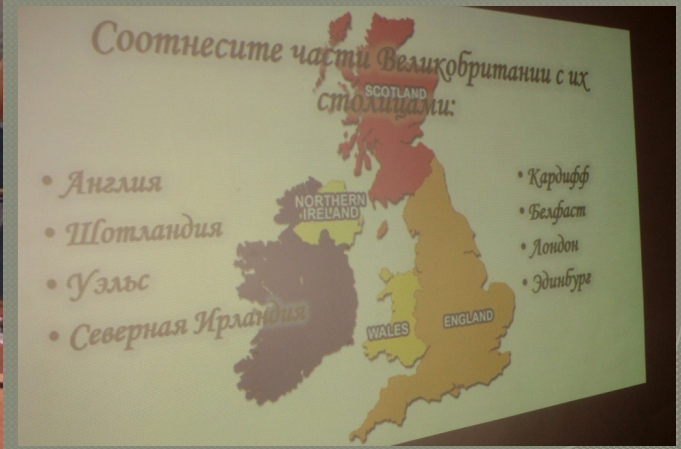 Соотнесите части Великобритании с их
столицами:
• Англия
• Шотландия
• Уэльс
• Северная Ирландия
• Кардифф
• Белфаст
• Лондон
• Эдинбург
SCOTLAND
NORTHERN
IRELAND
WALES
ENGLAND